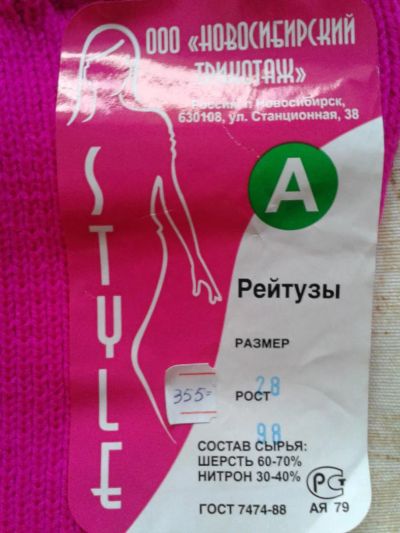 ООО «НОВОСИБИРСКИЙ
ТРИКОТАЖ»
Россия, г. Новосибирск,
630108, ул. Станционная, 38
STYLE
А
Рейтузы
РАЗМЕР
28
РОСТ
98
355=
СОСТАВ СЫРЬЯ:
ШЕРСТЬ 60-70%
НИТРОН 30-40%
РСТ
ГОСТ 7474-88 АЯ 79